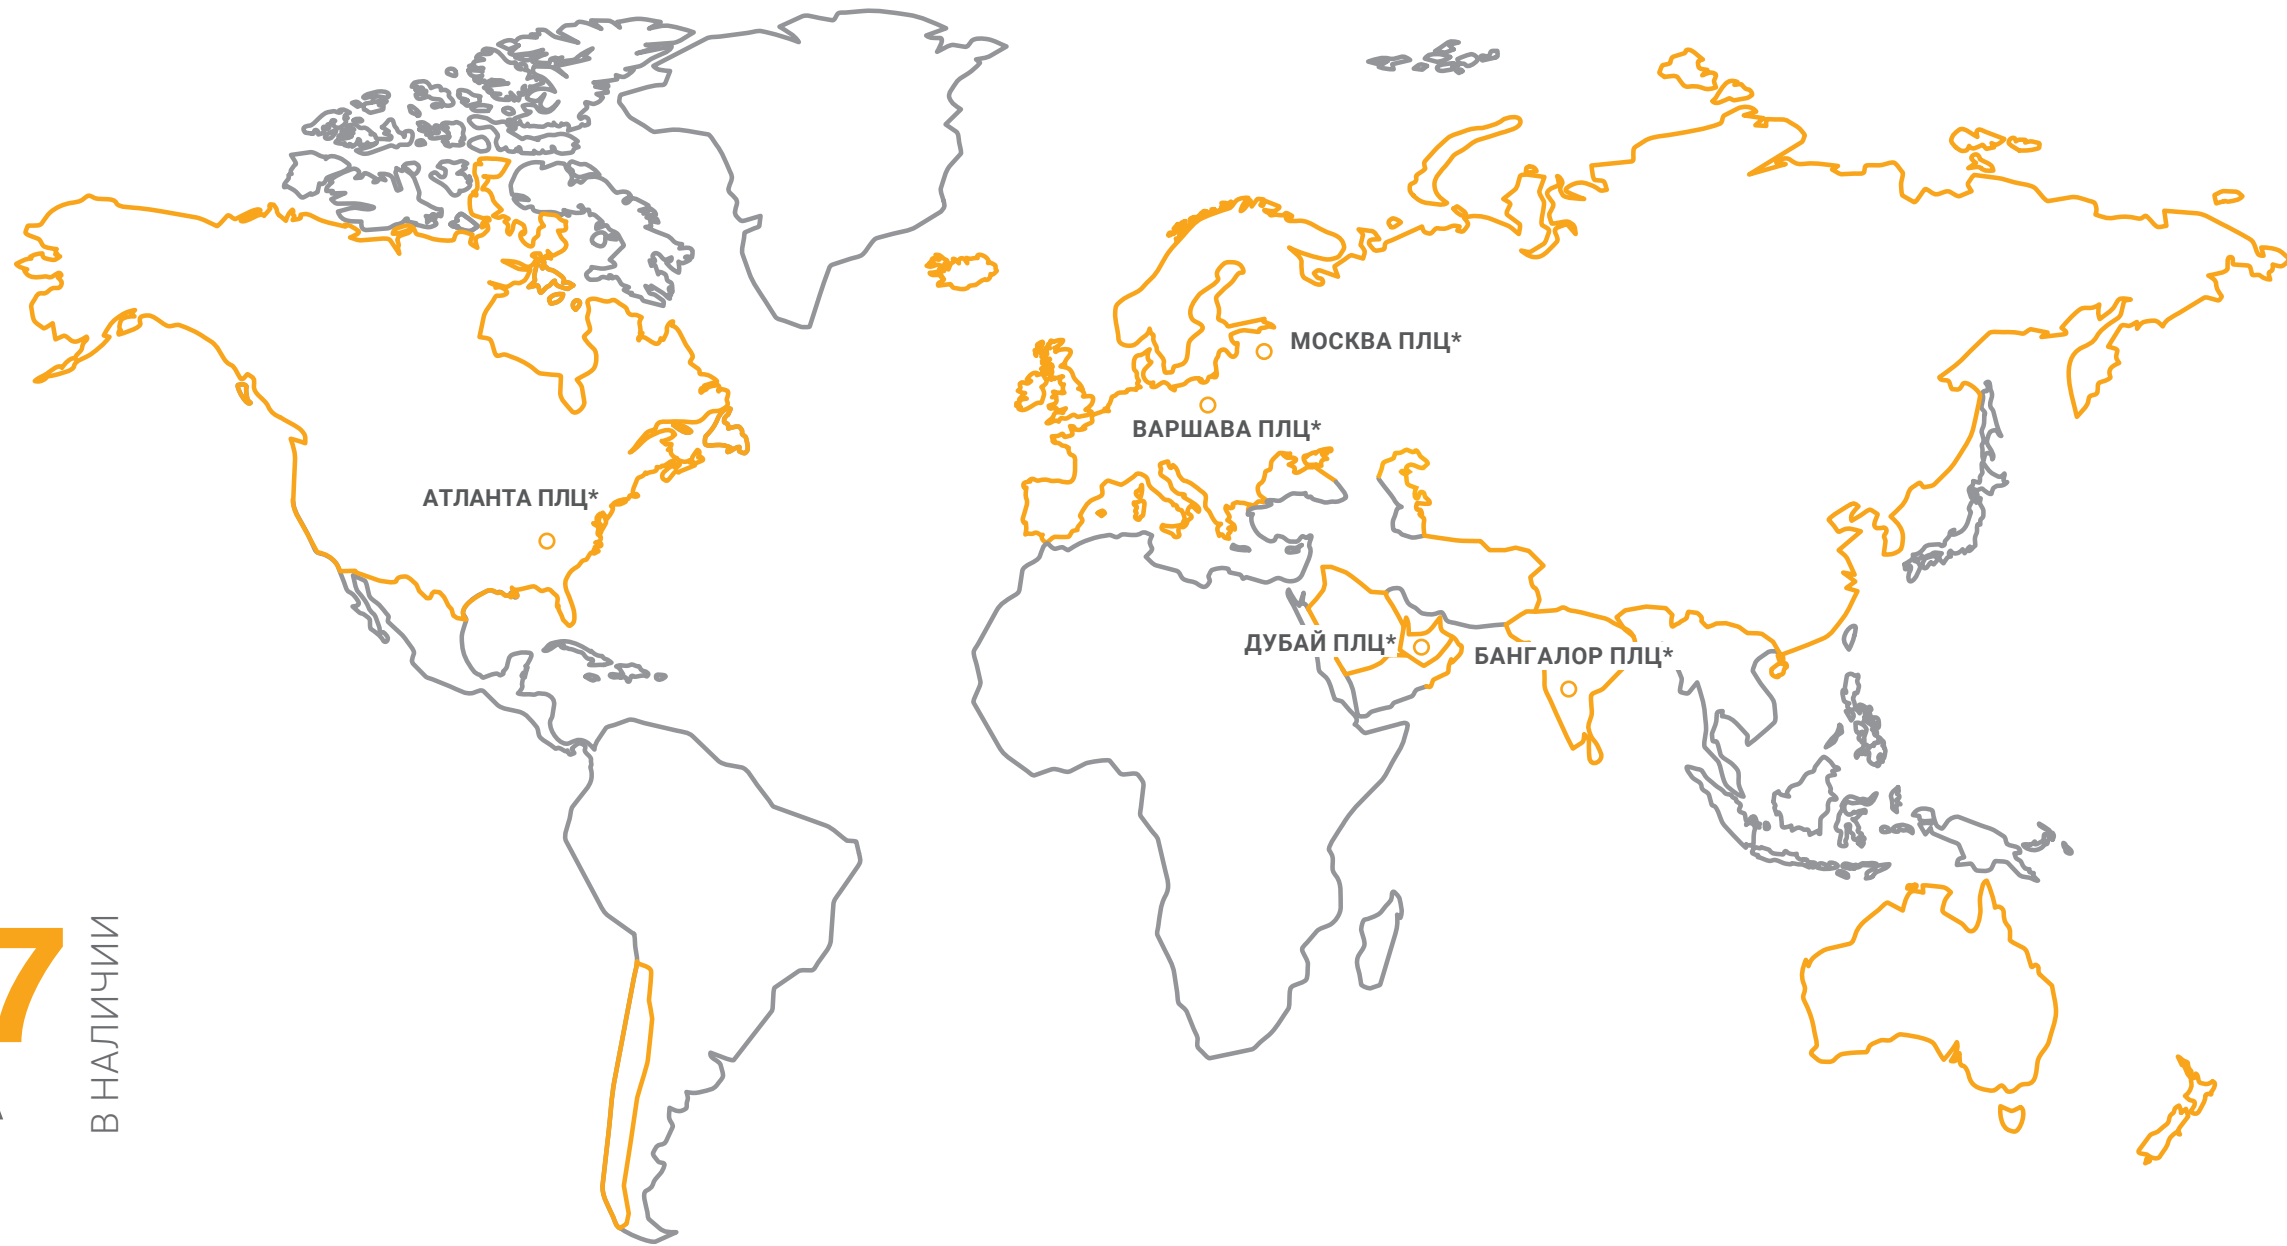 МОСКВА ПЛЦ*
ВАРШАВА ПЛЦ*
АТЛАНТА ПЛЦ*
ДУБАЙ ПЛЦ*
БАНГАЛОР ПЛЦ*
7
В НАЛИЧИИ